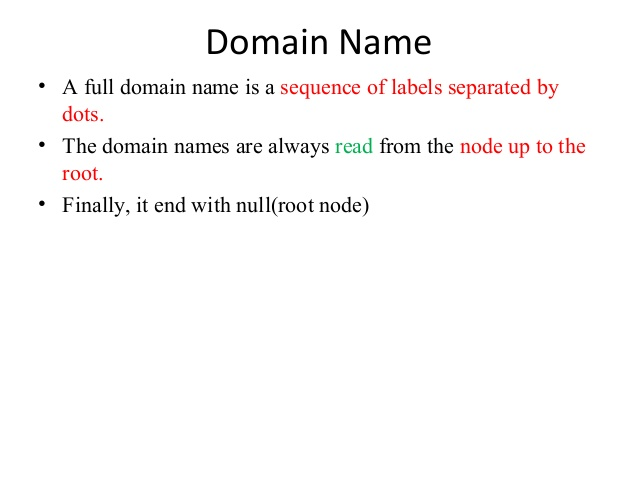 Domain Name
• A full domain name is a sequence of labels separated by
dots.
• The domain names are always read from the node up to the
root.
• Finally, it end with null(root node)